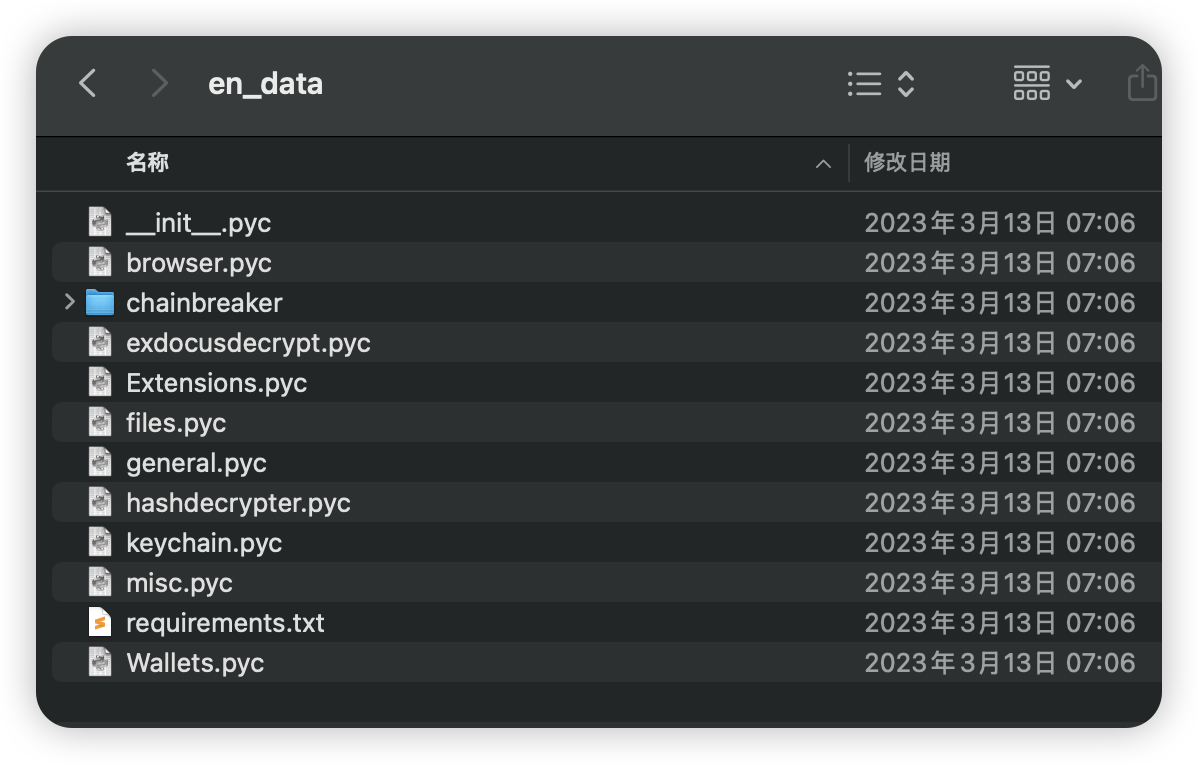 en_data
名称 修改日期
__init__.pyc 2023年3月13日 07:06
browser.pyc 2023年3月13日 07:06
chainbreaker 2023年3月13日 07:06
exdocusdecrypt.pyc 2023年3月13日 07:06
Extensions.pyc 2023年3月13日 07:06
files.pyc 2023年3月13日 07:06
general.pyc 2023年3月13日 07:06
hashdecrypter.pyc 2023年3月13日 07:06
keychain.pyc 2023年3月13日 07:06
misc.pyc 2023年3月13日 07:06
requirements.txt 2023年3月13日 07:06
Wallets.pyc 2023年3月13日 07:06